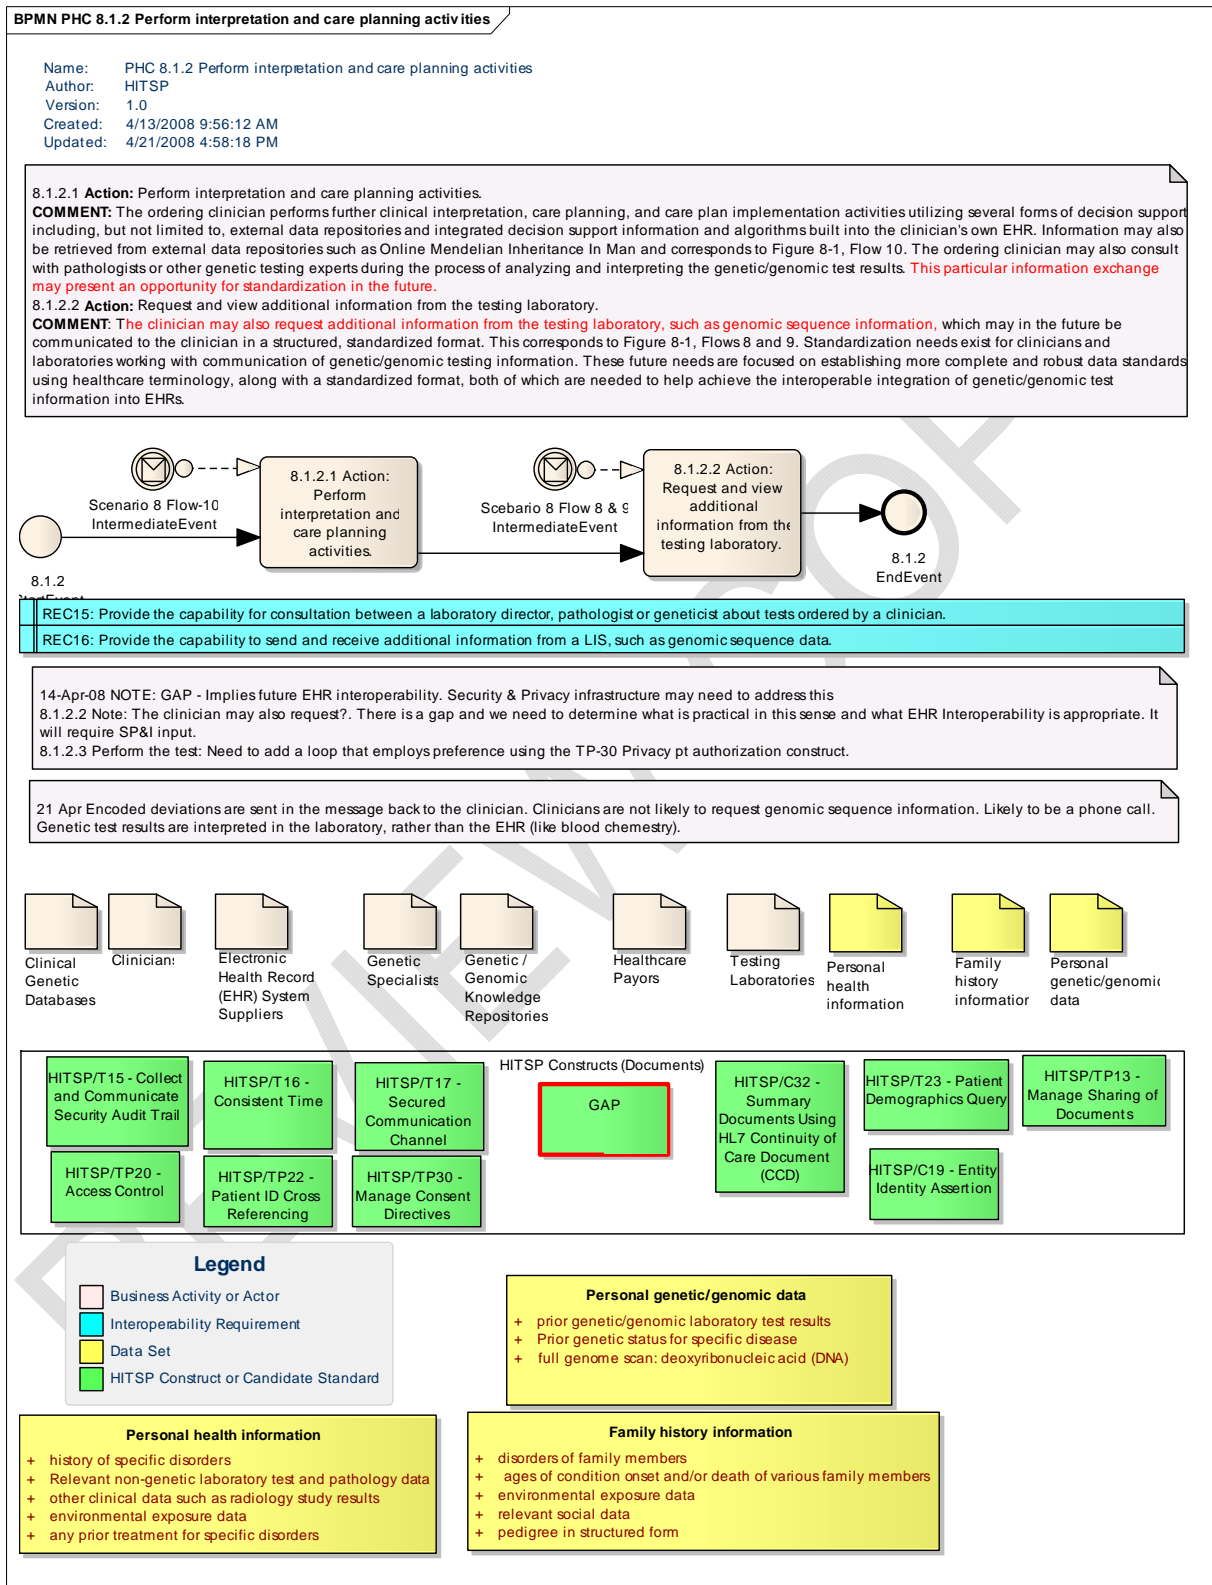 BPMN PHC 8.1.2 Perform interpretation and care planning activities
Name: PHC 8.1.2 Perform interpretation and care planning activities
Author: HITSP
Version: 1.0
Created: 4/13/2008 9:56:12 AM
Updated: 4/21/2008 4:58:18 PM
8.1.2.1 Action: Perform interpretation and care planning activities.
COMMENT: The ordering clinician performs further clinical interpretation, care planning, and care plan implementation activities utilizing several forms of decision support
including, but not limited to, external data repositories and integrated decision support information and algorithms built into the clinician's own EHR. Information may also
be retrieved from external data repositories such as Online Mendelian Inheritance In Man and corresponds to Figure 8-1, Flow 10. The ordering clinician may also consult
with pathologists or other genetic testing experts during the process of analyzing and interpreting the genetic/genomic test results. This particular information exchange
may present an opportunity for standardization in the future.
8.1.2.2 Action: Request and view additional information from the testing laboratory.
COMMENT: The clinician may also request additional information from the testing laboratory, such as genomic sequence information, which may in the future be
communicated to the clinician in a structured, standardized format. This corresponds to Figure 8-1, Flows 8 and 9. Standardization needs exist for clinicians and
laboratories working with communication of genetic/genomic testing information. These future needs are focused on establishing more complete and robust data standards
using healthcare terminology, along with a standardized format, both of which are needed to help achieve the interoperable integration of genetic/genomic test
information into EHRs.
Scenario 8 Flow-10
IntermediateEvent
8.1.2.1 Action:
Perform
interpretation and
care planning
activities.
Scebario 8 Flow 8 & 9
IntermediateEvent
8.1.2.2 Action:
Request and view
additional
information from the
testing laboratory.
8.1.2
StartEvent
8.1.2
EndEvent
REC15: Provide the capability for consultation between a laboratory director, pathologist or geneticist about tests ordered by a clinician.
REC16: Provide the capability to send and receive additional information from a LIS, such as genomic sequence data.
14-Apr-08 NOTE: GAP - Implies future EHR interoperability. Security & Privacy infrastructure may need to address this
8.1.2.2 Note: The clinician may also request?. There is a gap and we need to determine what is practical in this sense and what EHR Interoperability is appropriate. It
will require SP&I input.
8.1.2.3 Perform the test: Need to add a loop that employs preference using the TP-30 Privacy pt authorization construct.
21 Apr Encoded deviations are sent in the message back to the clinician. Clinicians are not likely to request genomic sequence information. Likely to be a phone call.
Genetic test results are interpreted in the laboratory, rather than the EHR (like blood chemestry).
Clinical
Genetic
Databases
Clinicians
Electronic
Health Record
(EHR) System
Suppliers
Genetic
Specialists
Genetic /
Genomic
Knowledge
Repositories
Healthcare
Payors
Testing
Laboratories
Personal
health
information
Family
history
information
Personal
genetic/genomic
data
HITSP Constructs (Documents)
HITSP/T15 - Collect
and Communicate
Security Audit Trail
HITSP/T16 -
Consistent Time
HITSP/T17 -
Secured
Communication
Channel
GAP
HITSP/C32 -
Summary
Documents Using
HL7 Continuity of
Care Document
(CCD)
HITSP/T23 - Patient
Demographics Query
HITSP/TP13 -
Manage Sharing of
Documents
HITSP/TP20 -
Access Control
HITSP/TP22 -
Patient ID Cross
Referencing
HITSP/TP30 -
Manage Consent
Directives
HITSP/C19 - Entity
Identity Assertion
Legend
Business Activity or Actor
Interoperability Requirement
Data Set
HITSP Construct or Candidate Standard
Personal genetic/genomic data
+ prior genetic/genomic laboratory test results
+ Prior genetic status for specific disease
+ full genome scan: deoxyribonucleic acid (DNA)
Personal health information
+ history of specific disorders
+ Relevant non-genetic laboratory test and pathology data
+ other clinical data such as radiology study results
+ environmental exposure data
+ any prior treatment for specific disorders
Family history information
+ disorders of family members
+ ages of condition onset and/or death of various family members
+ environmental exposure data
+ relevant social data
+ pedigree in structured form
REVIEW COPY